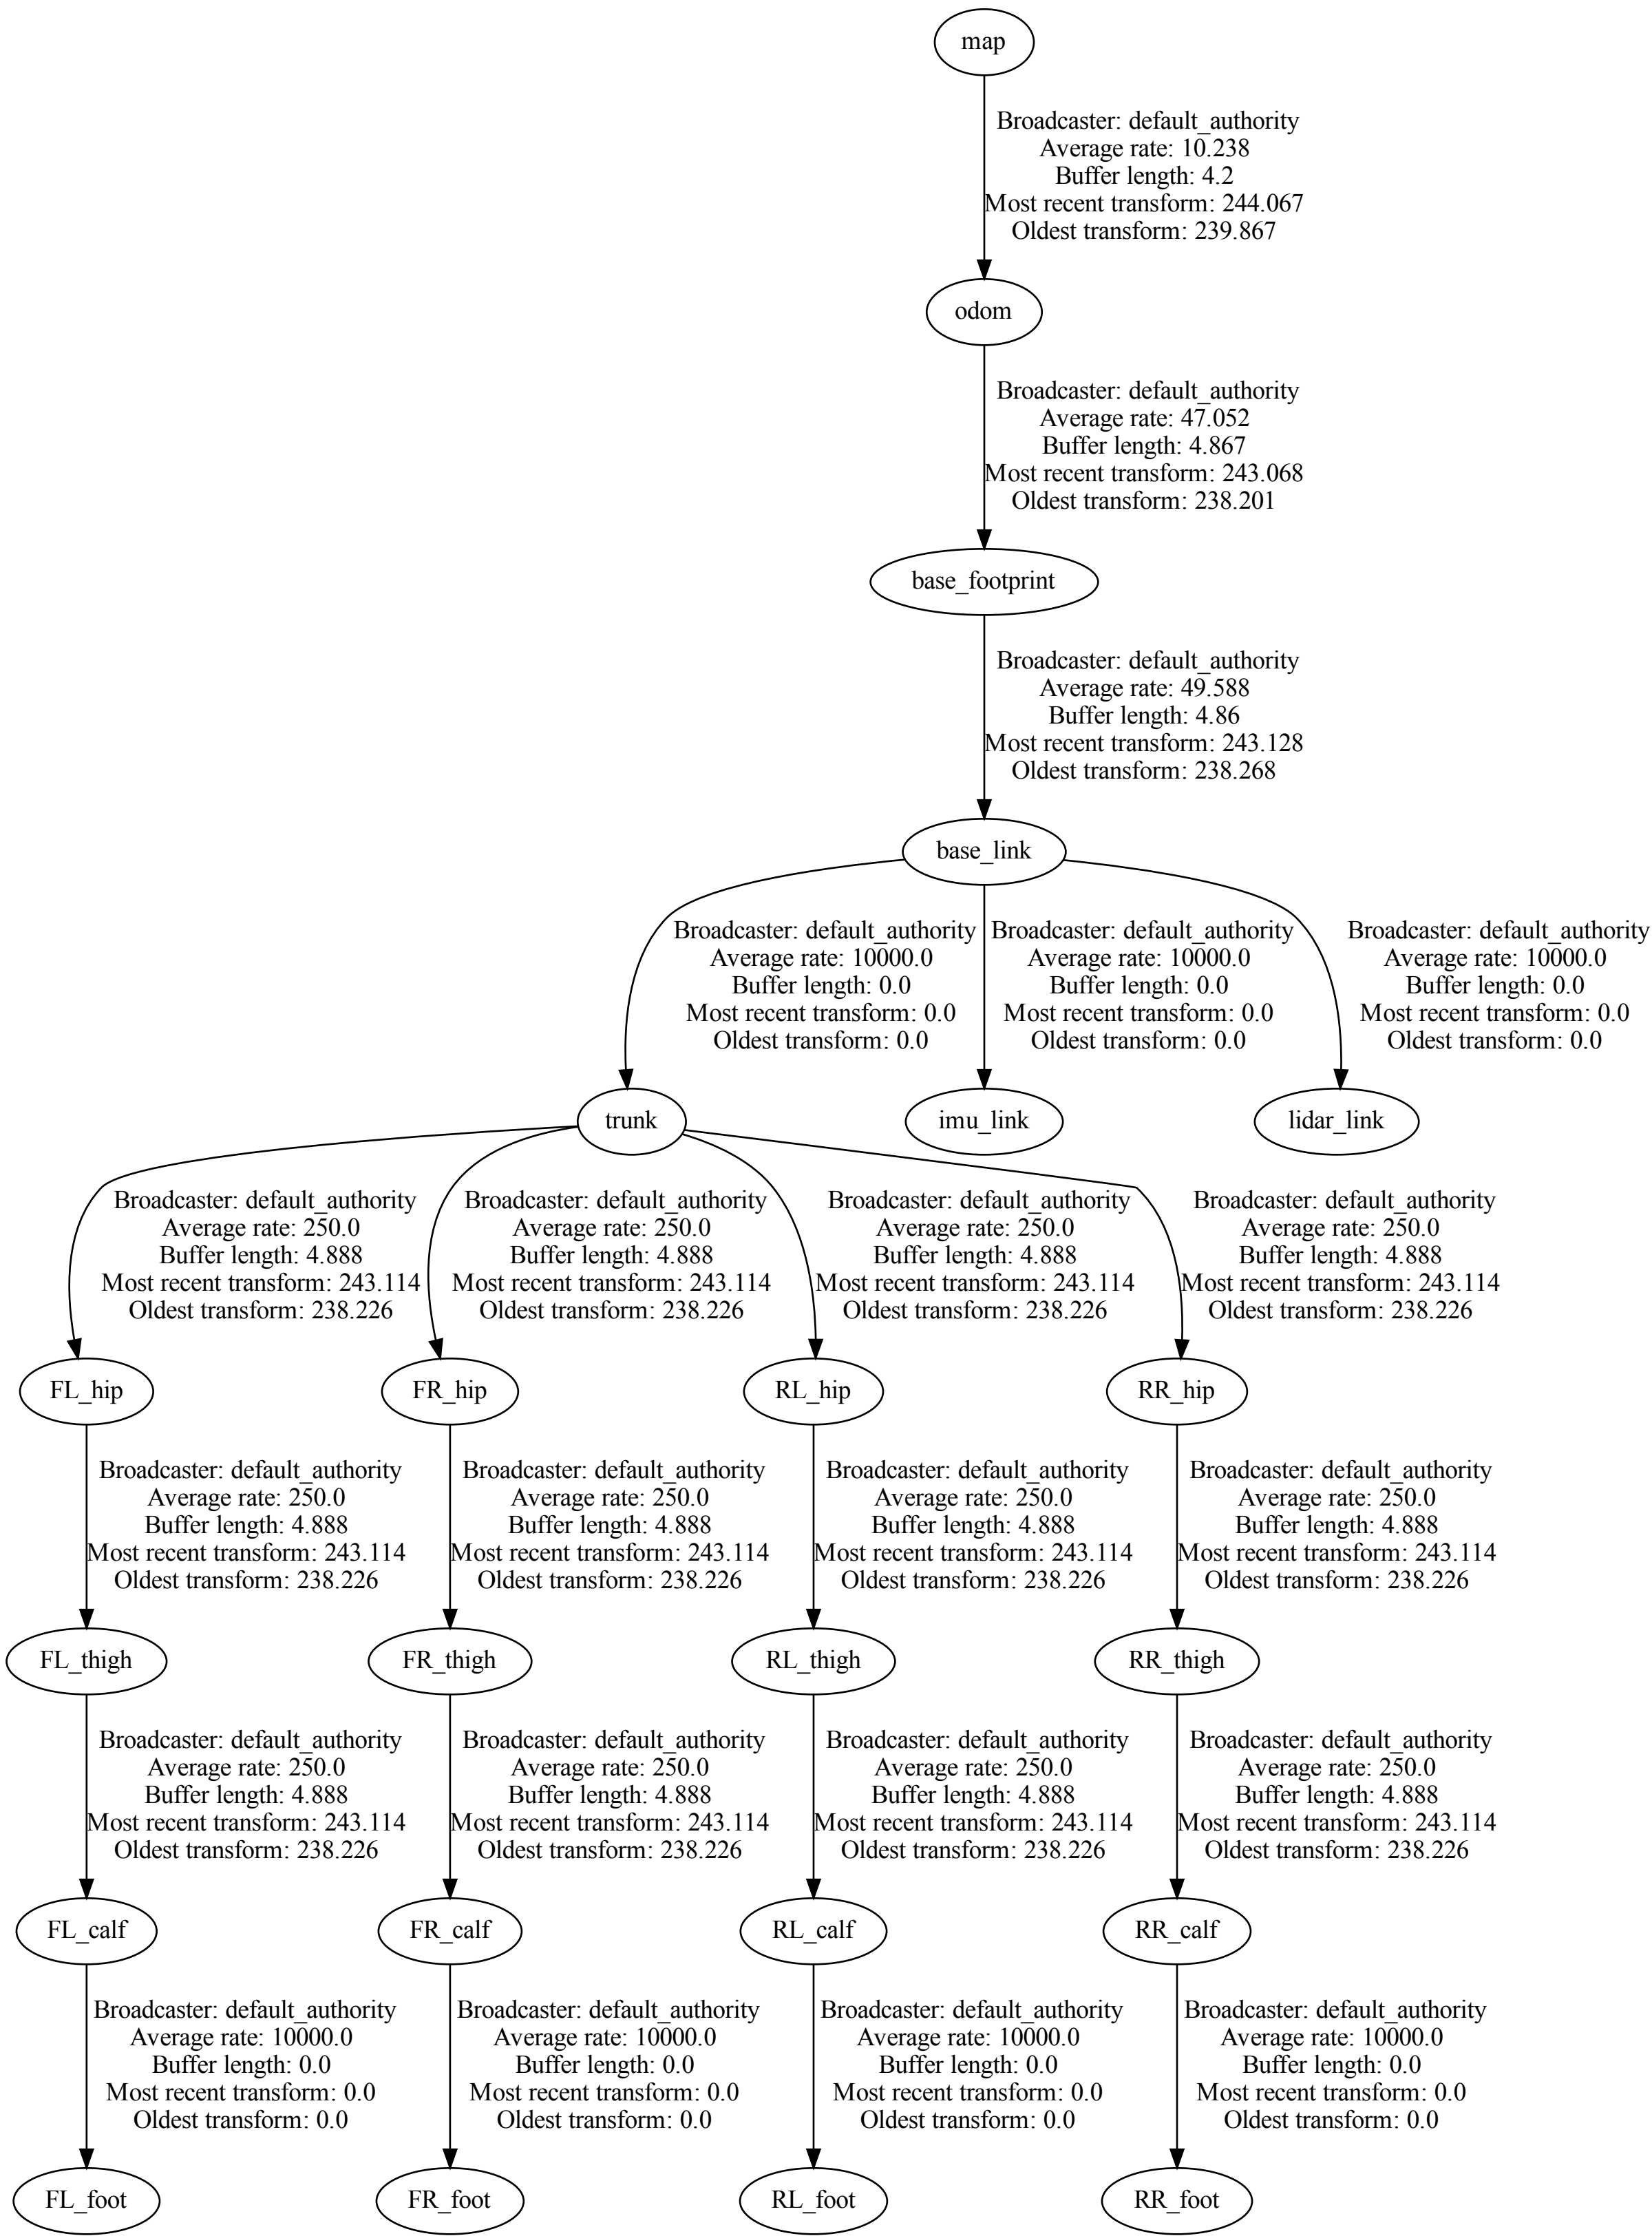 map
Broadcaster: default_authority
Average rate: 10.238
Buffer length: 4.2
Most recent transform: 244.067
Oldest transform: 239.867
odom
Broadcaster: default_authority
Average rate: 47.052
Buffer length: 4.867
Most recent transform: 243.068
Oldest transform: 238.201
base_footprint
Broadcaster: default_authority
Average rate: 49.588
Buffer length: 4.86
Most recent transform: 243.128
Oldest transform: 238.268
base_link
Broadcaster: default_authority
Average rate: 10000.0
Buffer length: 0.0
Most recent transform: 0.0
Oldest transform: 0.0
Broadcaster: default_authority
Average rate: 10000.0
Buffer length: 0.0
Most recent transform: 0.0
Oldest transform: 0.0
Broadcaster: default_authority
Average rate: 10000.0
Buffer length: 0.0
Most recent transform: 0.0
Oldest transform: 0.0
trunk
imu_link
lidar_link
Broadcaster: default_authority
Average rate: 250.0
Buffer length: 4.888
Most recent transform: 243.114
Oldest transform: 238.226
Broadcaster: default_authority
Average rate: 250.0
Buffer length: 4.888
Most recent transform: 243.114
Oldest transform: 238.226
Broadcaster: default_authority
Average rate: 250.0
Buffer length: 4.888
Most recent transform: 243.114
Oldest transform: 238.226
Broadcaster: default_authority
Average rate: 250.0
Buffer length: 4.888
Most recent transform: 243.114
Oldest transform: 238.226
FL_hip
FR_hip
RL_hip
RR_hip
Broadcaster: default_authority
Average rate: 250.0
Buffer length: 4.888
Most recent transform: 243.114
Oldest transform: 238.226
Broadcaster: default_authority
Average rate: 250.0
Buffer length: 4.888
Most recent transform: 243.114
Oldest transform: 238.226
Broadcaster: default_authority
Average rate: 250.0
Buffer length: 4.888
Most recent transform: 243.114
Oldest transform: 238.226
Broadcaster: default_authority
Average rate: 250.0
Buffer length: 4.888
Most recent transform: 243.114
Oldest transform: 238.226
FL_thigh
FR_thigh
RL_thigh
RR_thigh
Broadcaster: default_authority
Average rate: 250.0
Buffer length: 4.888
Most recent transform: 243.114
Oldest transform: 238.226
Broadcaster: default_authority
Average rate: 250.0
Buffer length: 4.888
Most recent transform: 243.114
Oldest transform: 238.226
Broadcaster: default_authority
Average rate: 250.0
Buffer length: 4.888
Most recent transform: 243.114
Oldest transform: 238.226
Broadcaster: default_authority
Average rate: 250.0
Buffer length: 4.888
Most recent transform: 243.114
Oldest transform: 238.226
FL_calf
FR_calf
RL_calf
RR_calf
Broadcaster: default_authority
Average rate: 10000.0
Buffer length: 0.0
Most recent transform: 0.0
Oldest transform: 0.0
Broadcaster: default_authority
Average rate: 10000.0
Buffer length: 0.0
Most recent transform: 0.0
Oldest transform: 0.0
Broadcaster: default_authority
Average rate: 10000.0
Buffer length: 0.0
Most recent transform: 0.0
Oldest transform: 0.0
Broadcaster: default_authority
Average rate: 10000.0
Buffer length: 0.0
Most recent transform: 0.0
Oldest transform: 0.0
FL_foot
FR_foot
RL_foot
RR_foot